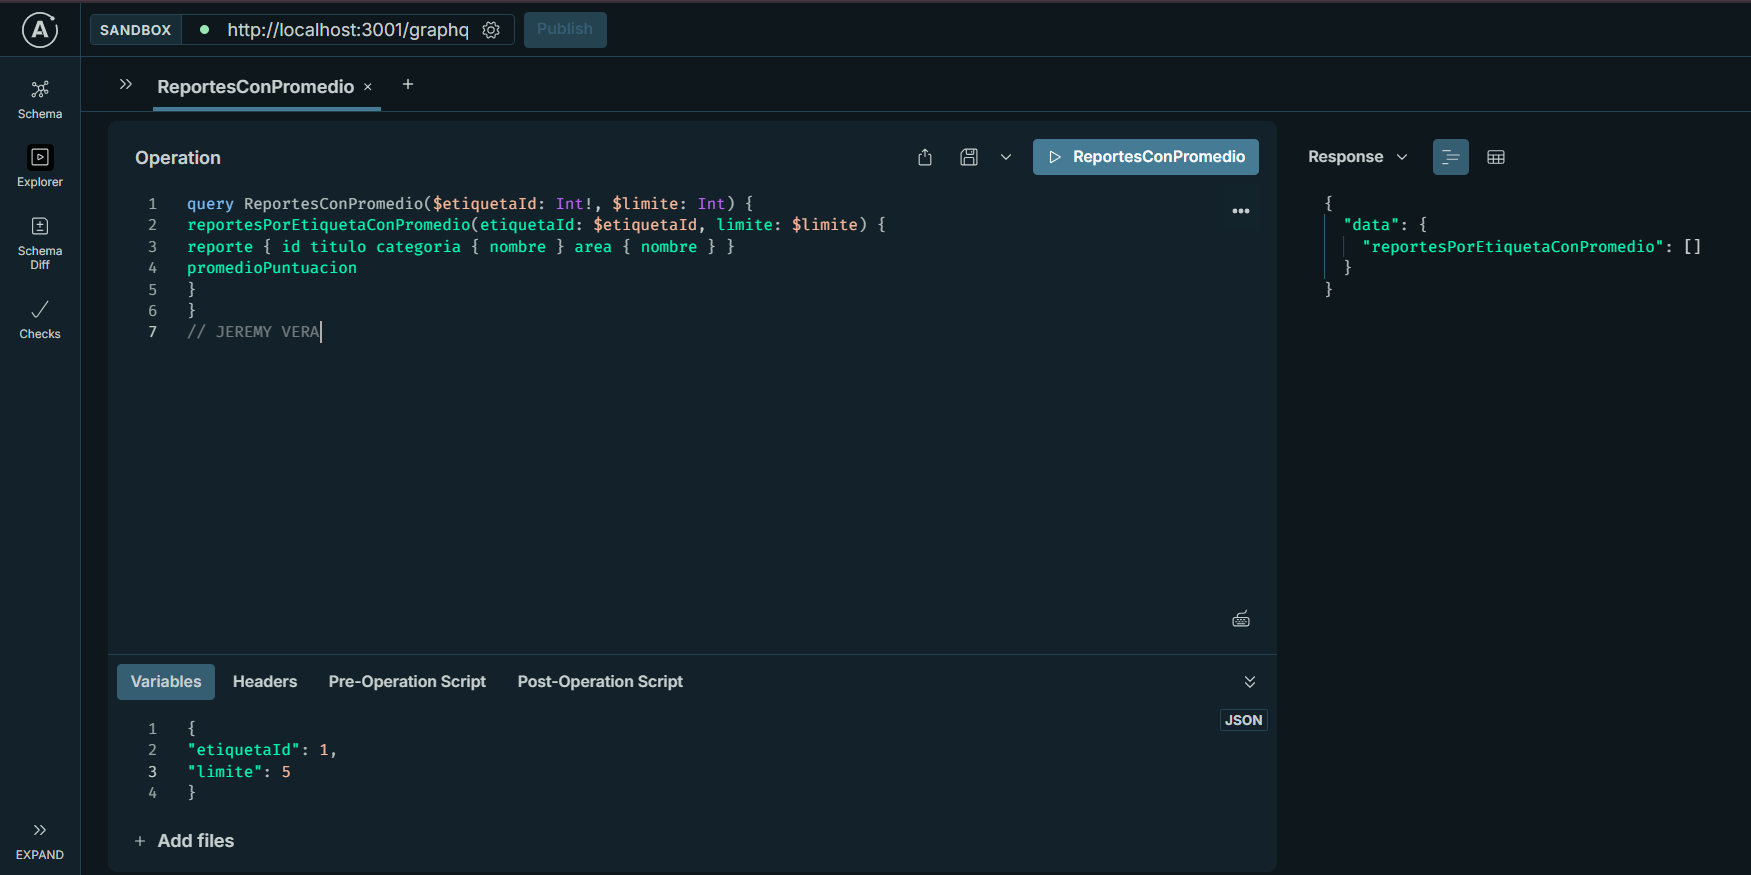 SANDBOX
http://localhost:3001/graphq
Publish
Schema
Explorer
Schema
Diff
Checks
EXPAND
ReportesConPromedio
Operation
ReportesConPromedio
1 query ReportesConPromedio($etiquetaId: Int!, $limite: Int) {
2 reportesPorEtiquetaConPromedio(etiquetaId: $etiquetaId, limite: $limite) {
3 reporte { id titulo categoria { nombre } area { nombre } }
4 promedioPuntuacion
5 }
6 }
7 // JEREMY VERA
Variables Headers Pre-Operation Script Post-Operation Script
JSON
1 {
2 "etiquetaId": 1,
3 "limite": 5
4 }
+ Add files
Response
{
"data": {
"reportesPorEtiquetaConPromedio": []
}
}